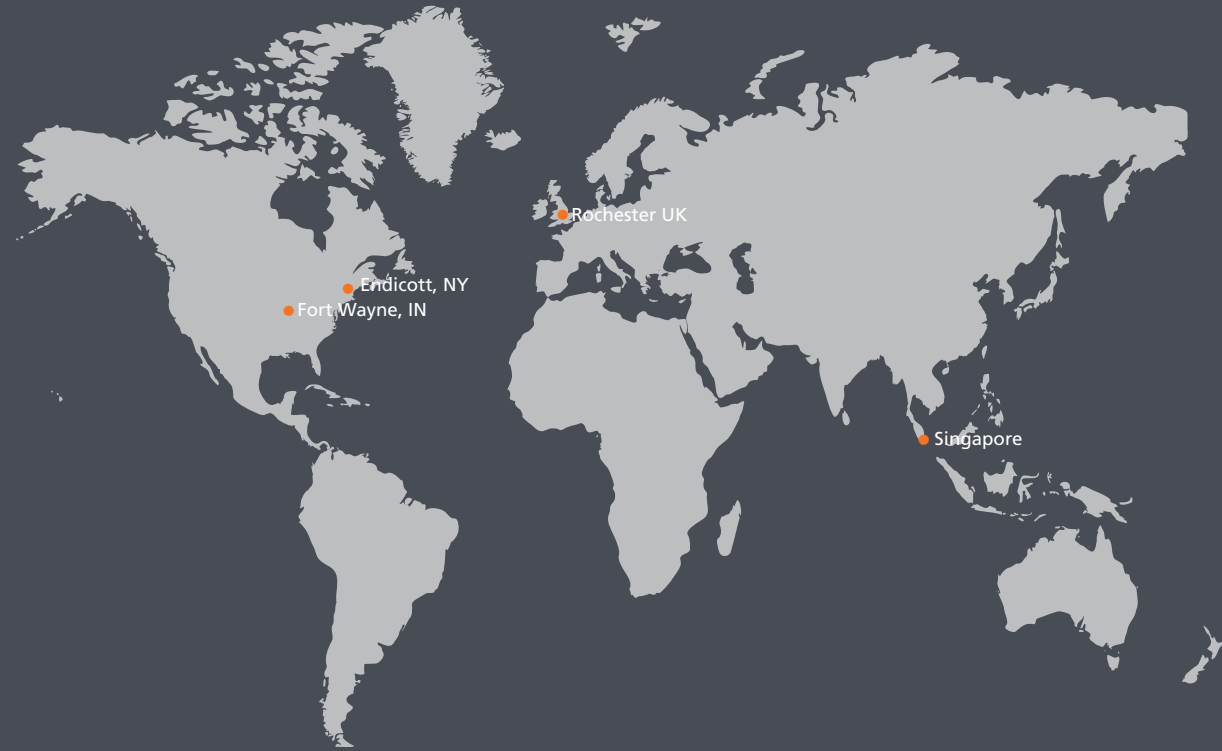 Rochester UK
Endicott, NY
Fort Wayne, IN
Singapore